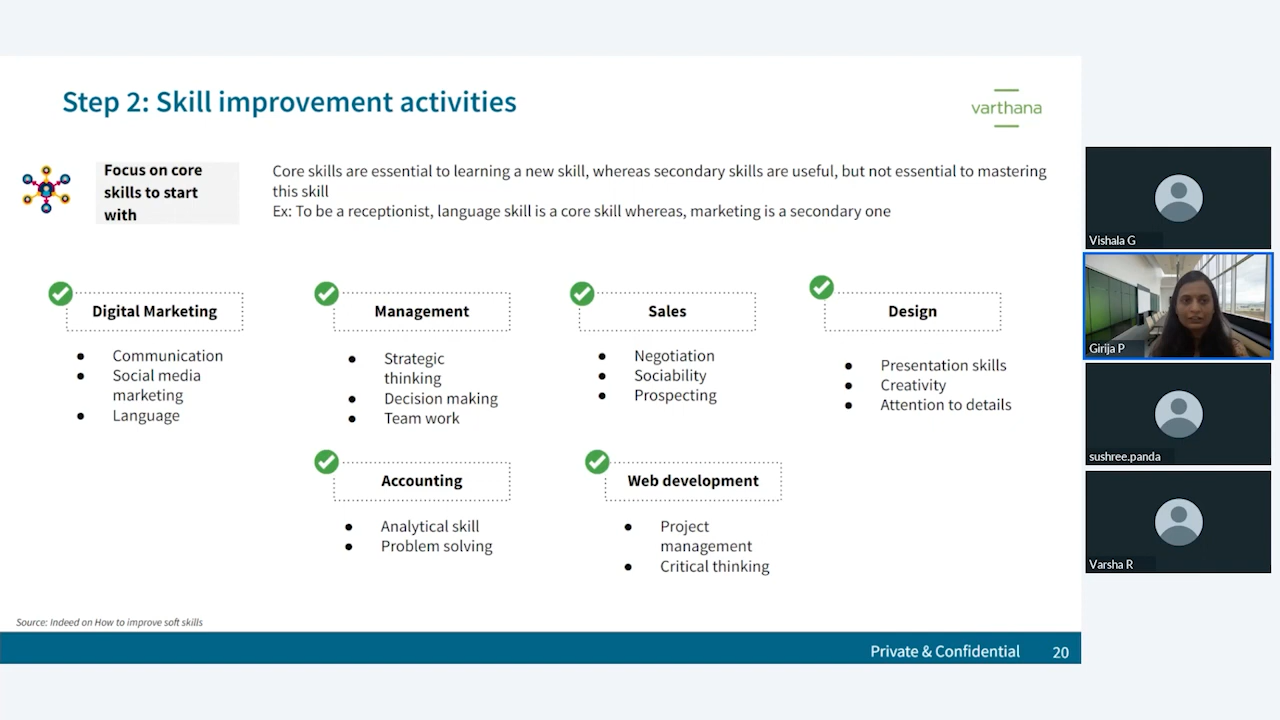 Step 2: Skill improvement activities
varthana
Focus on core
skills to start
with
Core skills are essential to learning a new skill, whereas secondary skills are useful, but not essential to mastering
this skill
Ex: To be a receptionist, language skill is a core skill whereas, marketing is a secondary one
Digital Marketing
Communication
Social media
marketing
Language
Management
Strategic
thinking
Decision making
Team work
Sales
Negotiation
Sociability
Prospecting
Design
Presentation skills
Creativity
Attention to details
Accounting
Analytical skill
Problem solving
Web development
Project
management
Critical thinking
Source: Indeed on How to improve soft skills
Private & Confidential 20
Vishala G
Girija P
sushree.panda
Varsha R